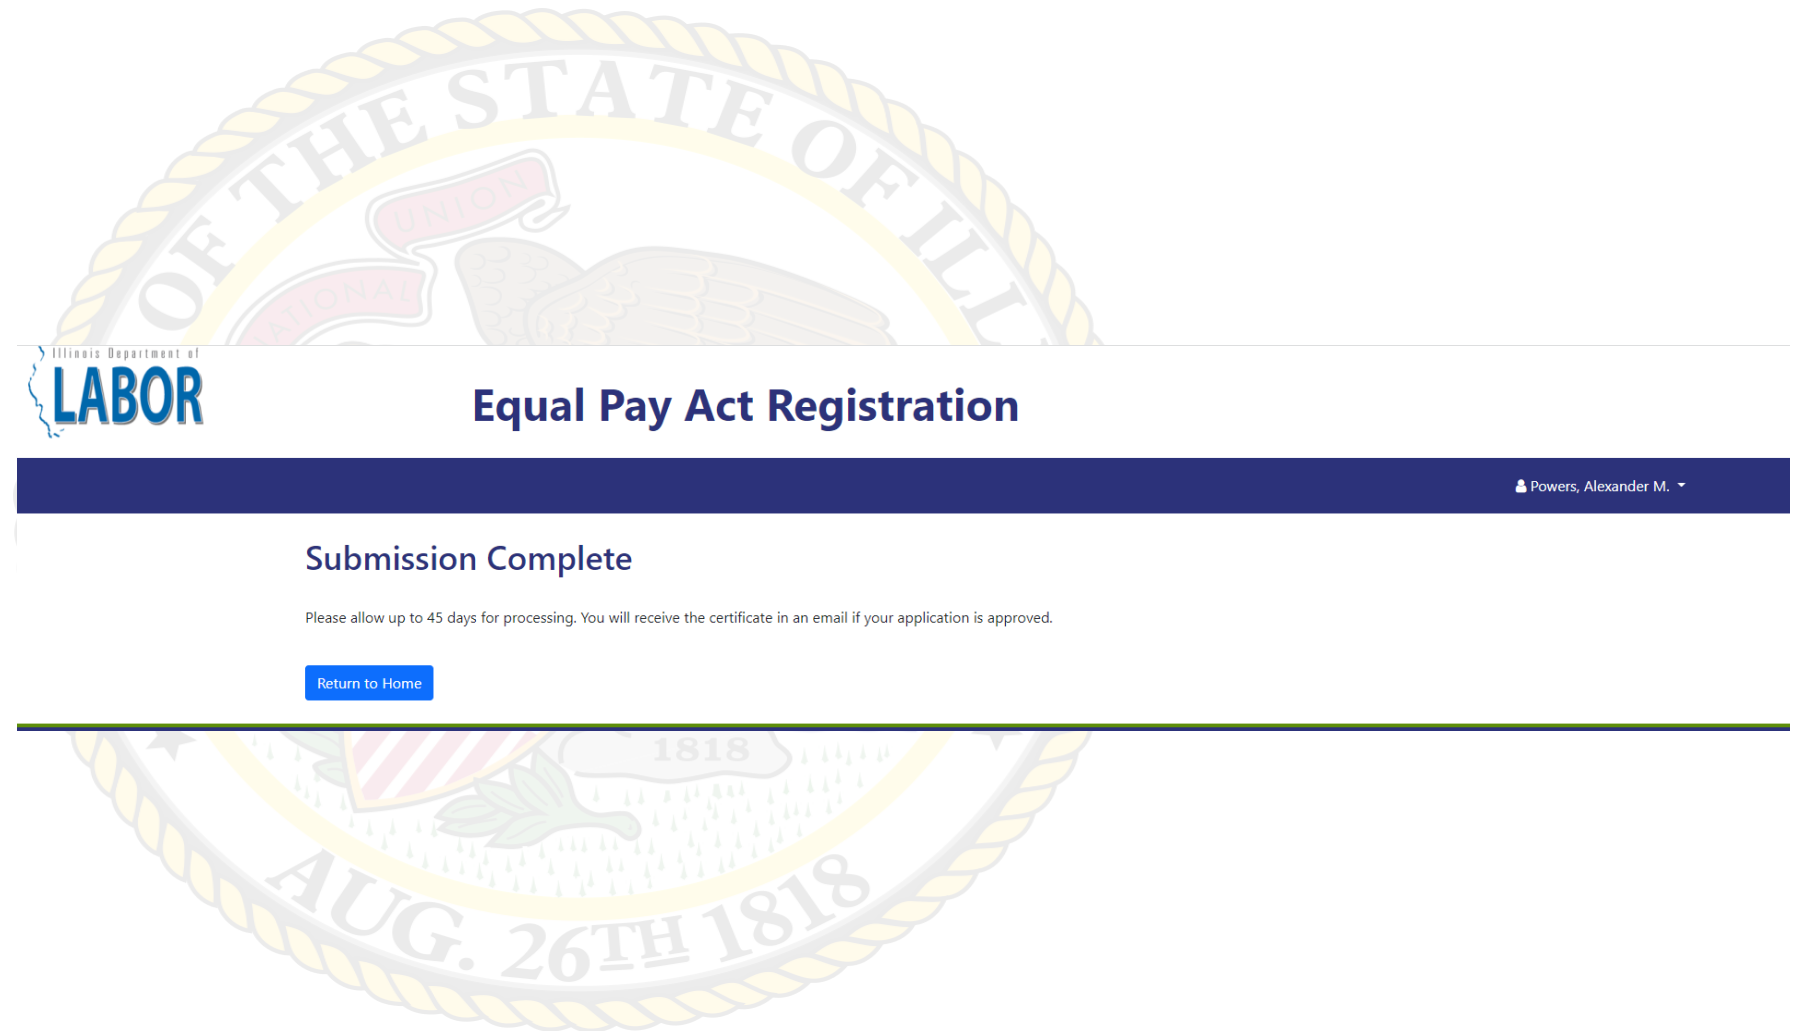 OF THE STATE OF ILL
UNION
ATIONAL
Illinois Department of
LABOR
Equal Pay Act Registration
Powers, Alexander M.
Submission Complete
Please allow up to 45 days for processing. You will receive the certificate in an email if your application is approved.
Return to Home
1818
AUG. 26TH 1818